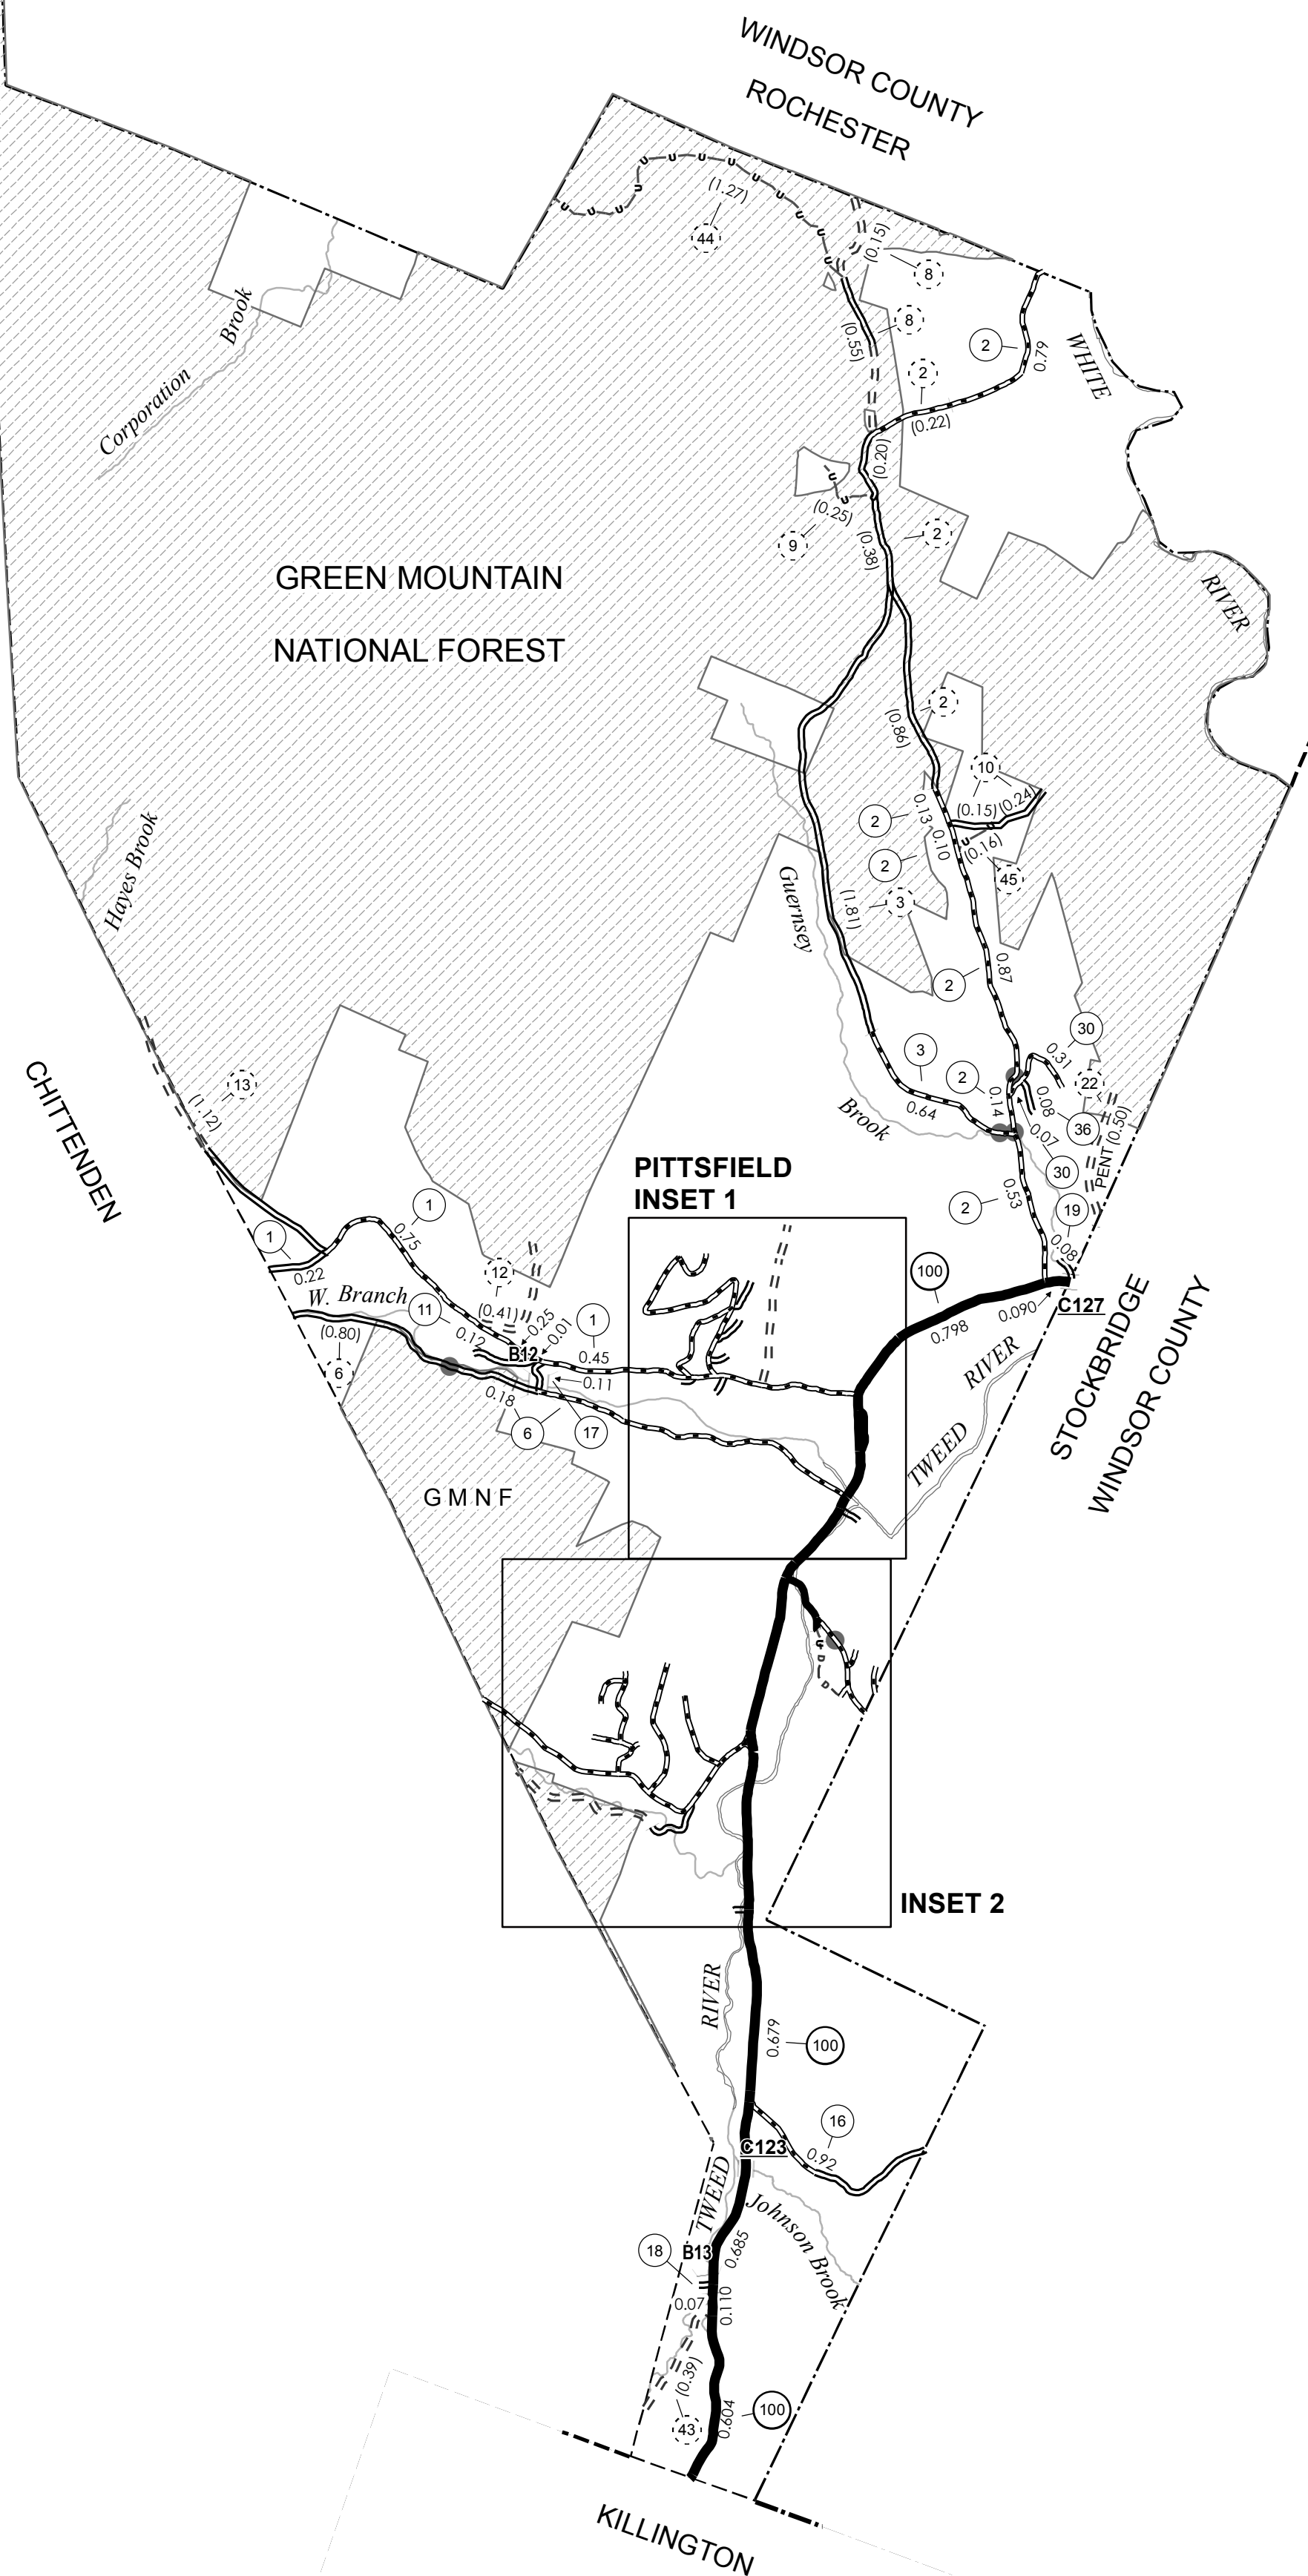 WINDSOR COUNTY
ROCHESTER
(1.27)
44
(0.15)
8
8
(0.55)
2
0.79
WHITE
2
(0.22)
Corporation
Brook
(0.20)
(0.25)
9
(0.38)
2
GREEN MOUNTAIN
NATIONAL FOREST
RIVER
2
(0.86)
10
(0.15)
(0.24)
2
0.13
0.10
(0.16)
2
45
Hayes Brook
Guernsey
(1.81)
3
0.87
2
30
0.31
3
2
22
0.14
0.08
0.64
Brook
36
0.07
PENT (0.50)
30
13
(1.12)
CHITTENDEN
PITTSFIELD
INSET 1
2
0.53
19
0.08
1
0.75
1
0.22
12
100
0.090
C127
W. Branch
11
(0.41)
0.25
0.01
1
0.798
(0.80)
0.12
B12
0.45
6
0.11
0.18
6
17
RIVER
TWEED
STOCKBRIDGE
WINDSOR COUNTY
GMNF
U
D
D
INSET 2
RIVER
0.679
100
16
C123
0.92
TWEED
Johnson Brook
18
B13
0.685
0.07
0.110
(0.39)
43
0.604
100
KILLINGTON